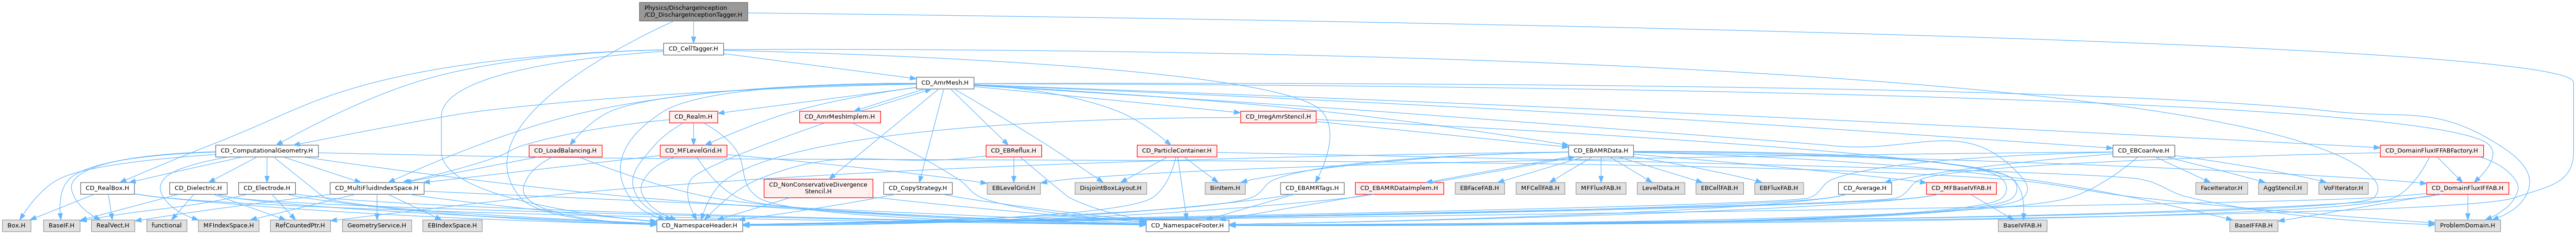 Physics/DischargeInception
/CD_DischargeInceptionTagger.H
CD_CellTagger.H
CD_AmrMesh.H
CD_Realm.H
CD_AmrMeshImplem.H
CD_IrregAmrStencil.H
CD_ComputationalGeometry.H
CD_LoadBalancing.H
CD_MFLevelGrid.H
CD_EBReflux.H
CD_ParticleContainer.H
CD_EBAMRData.H
CD_EBCoarAve.H
CD_DomainFluxIFFABFactory.H
CD_RealBox.H
CD_Dielectric.H
CD_Electrode.H
CD_MultiFluidIndexSpace.H
CD_NonConservativeDivergence
Stencil.H
CD_CopyStrategy.H
EBLevelGrid.H
DisjointBoxLayout.H
BinItem.H
CD_EBAMRTags.H
CD_EBAMRDataImplem.H
EBFaceFAB.H
MFCellFAB.H
MFFluxFAB.H
LevelData.H
EBCellFAB.H
EBFluxFAB.H
CD_Average.H
CD_MFBaseIVFAB.H
FaceIterator.H
AggStencil.H
VoFIterator.H
CD_DomainFluxIFFAB.H
Box.H
BaseIF.H
RealVect.H
functional
MFIndexSpace.H
RefCountedPtr.H
GeometryService.H
EBIndexSpace.H
CD_NamespaceHeader.H
CD_NamespaceFooter.H
BaseIVFAB.H
BaseIFFAB.H
ProblemDomain.H